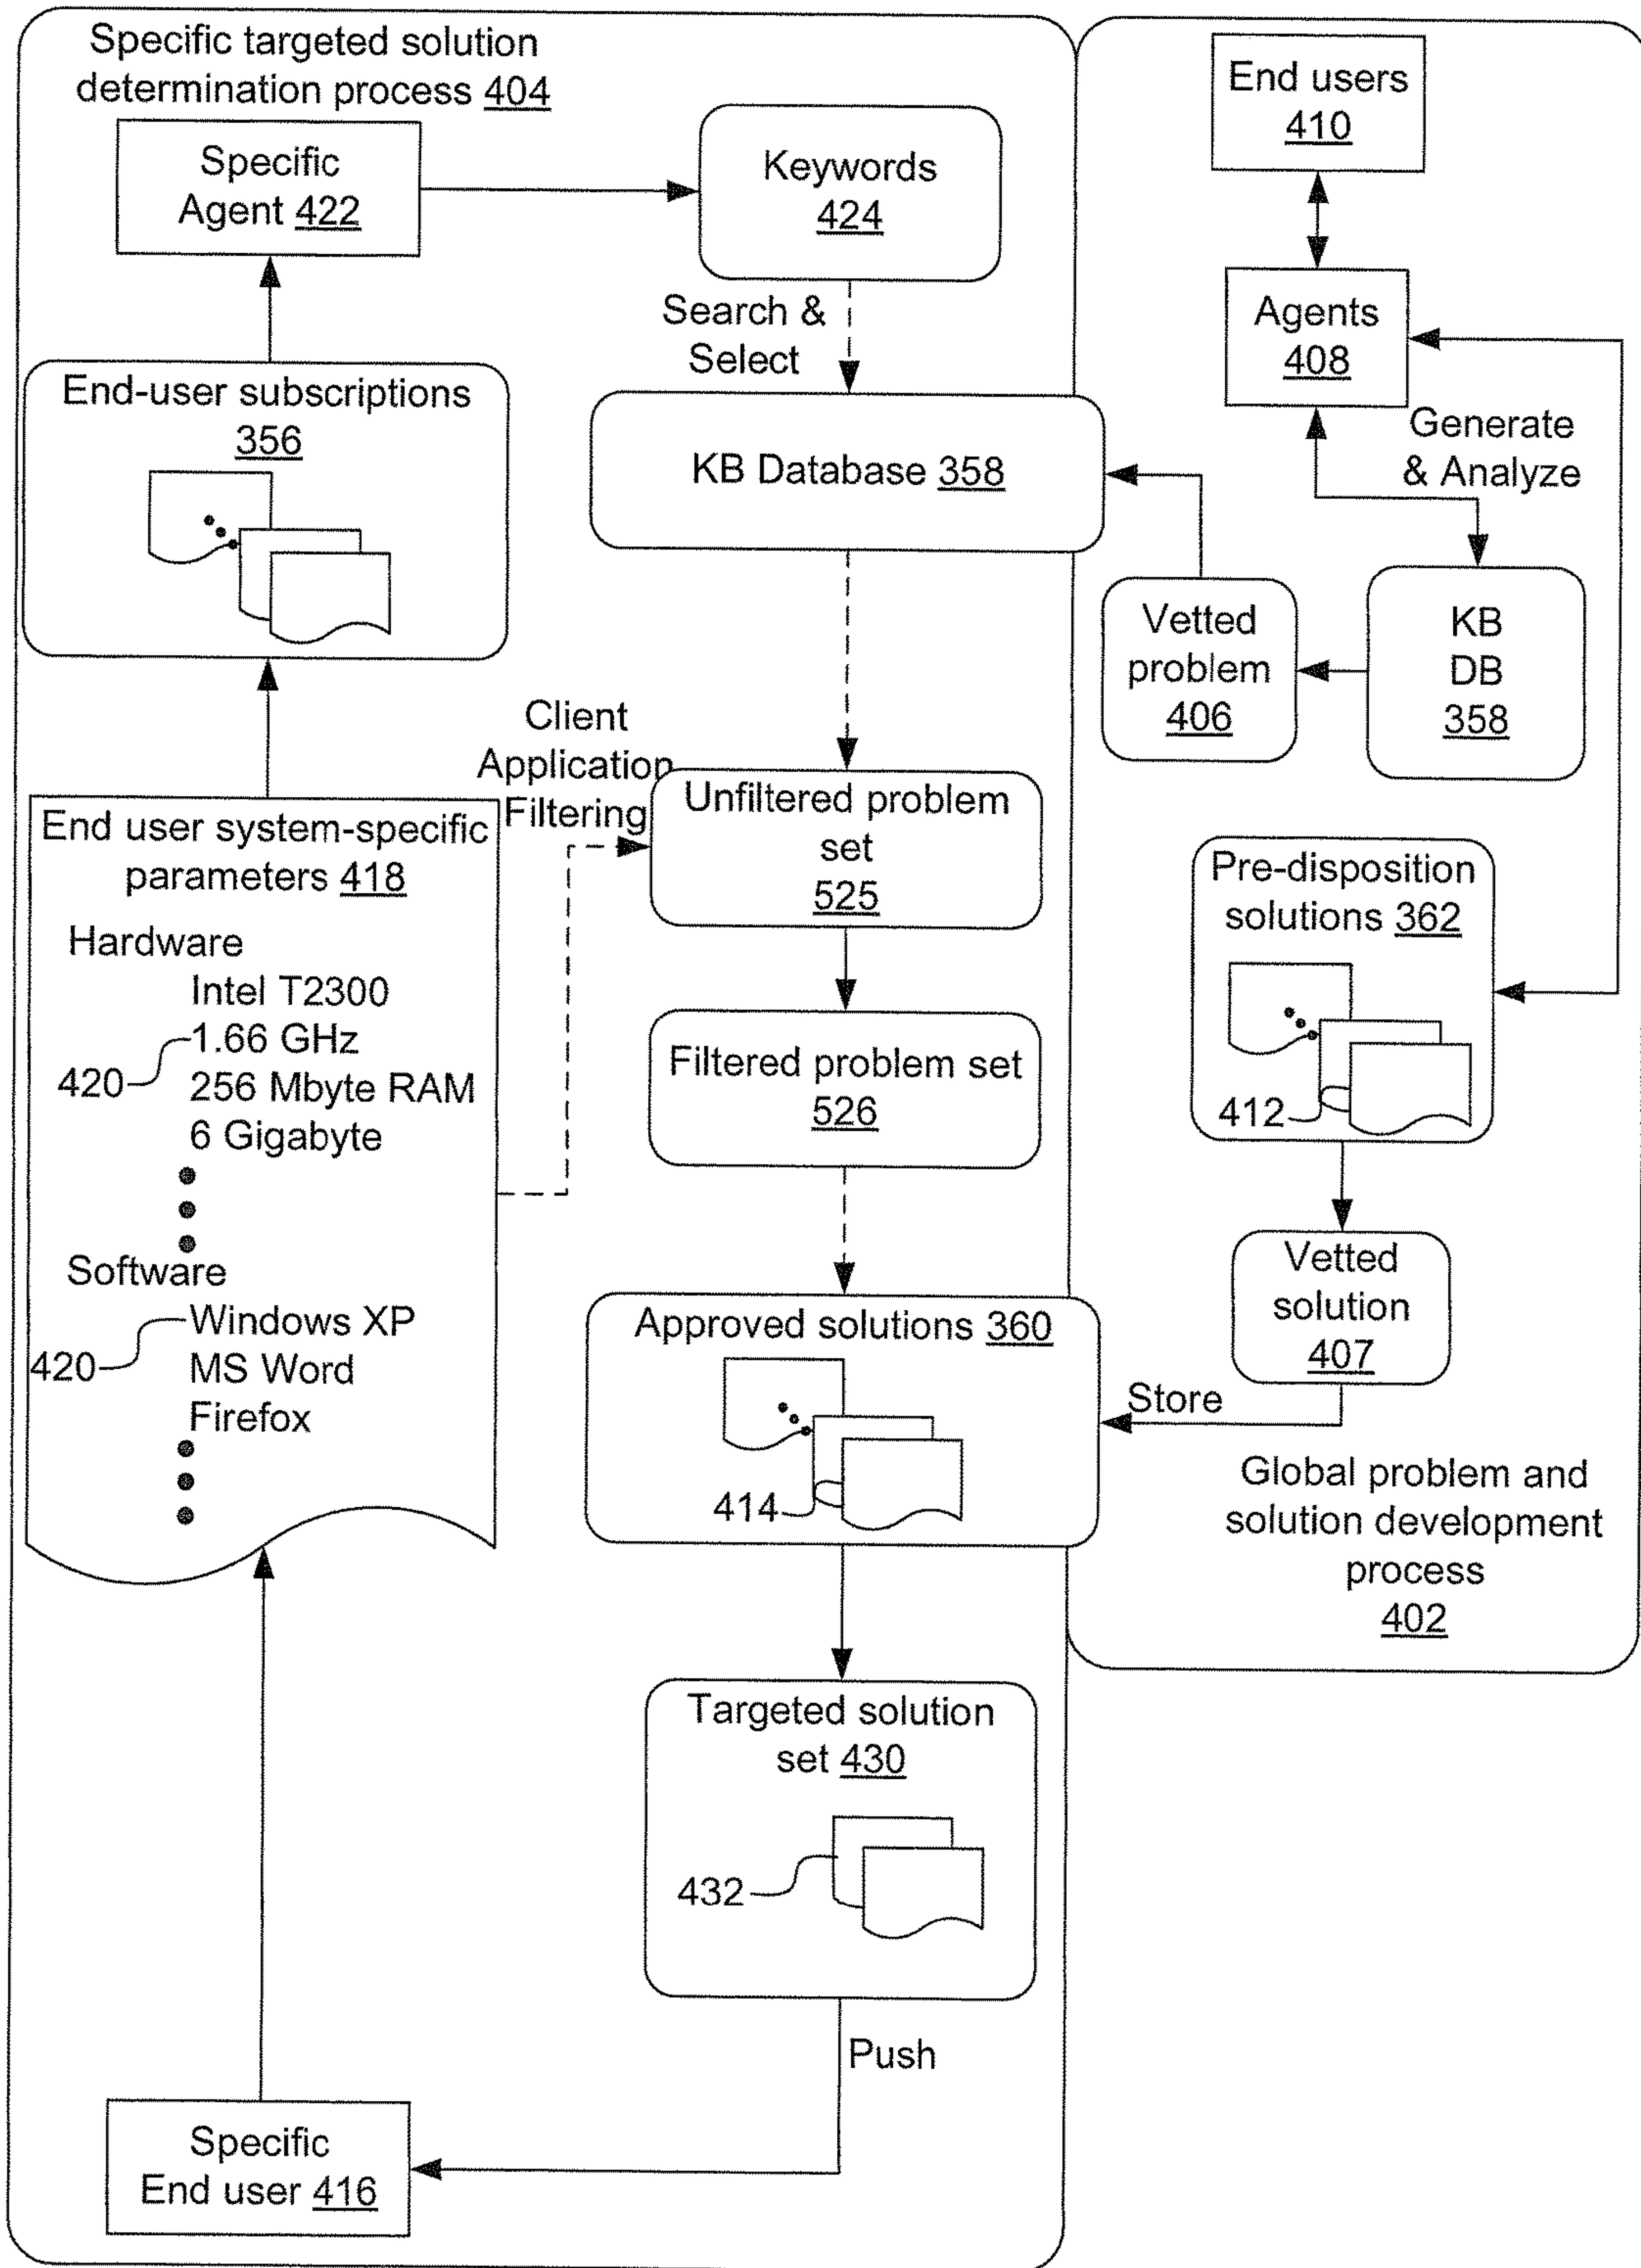 Specific targeted solution
determination process 404
Specific
Agent 422
Keywords
424
Search &
Select
End-user subscriptions
356
KB Database 358
End users
410
Agents
408
Generate
& Analyze
Vetted
problem
406
KB
DB
358
Client
Application
Filtering
Unfiltered problem
set
525
End user system-specific
parameters 418
Hardware
Intel T2300
1.66 GHz
420
256 Mbyte RAM
6 Gigabyte
Software
Windows XP
420
MS Word
Firefox
Filtered problem set
526
Pre-disposition
solutions 362
412
Vetted
solution
407
Store
Approved solutions 360
414
Global problem and
solution development
process
402
Targeted solution
set 430
432
Push
Specific
End user 416